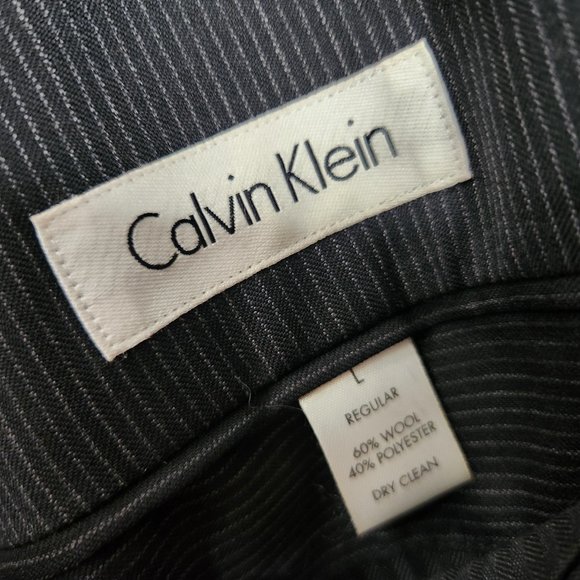 Calvin Klein
L
REGULAR
60% WOOL
40% POLYESTER
DRY CLEAN